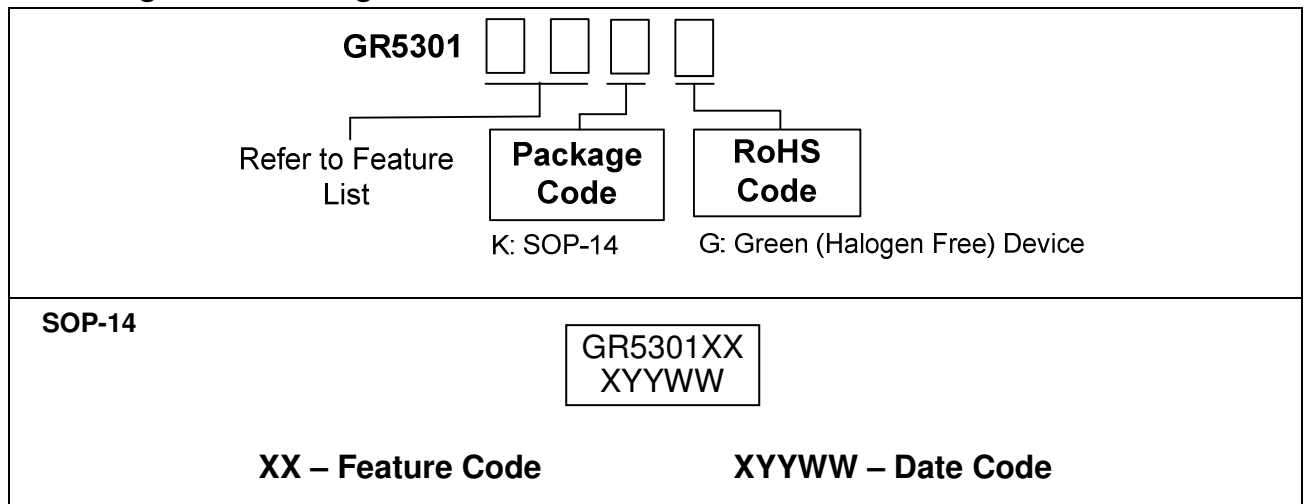 GR5301
Refer to Feature
List
Package
Code
RoHS
Code
K: SOP-14
G: Green (Halogen Free) Device
SOP-14
GR5301XX
XYYWW
XX – Feature Code
XYYWW – Date Code